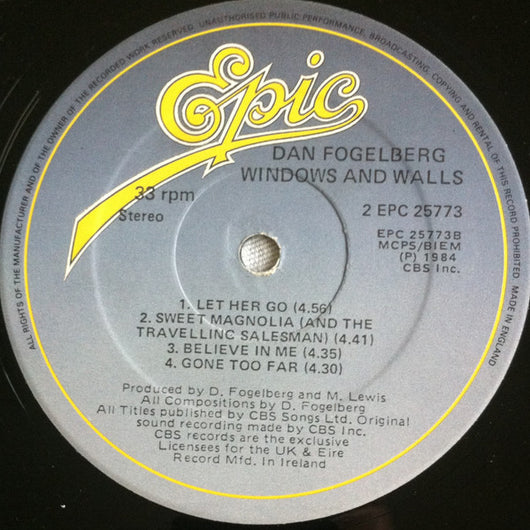 ALL RIGHTS OF THE MANUFACTURER AND OF THE OWNER OF THE RECORDED WORK RESERVED. UNAUTHORISED PUBLIC PERFORMANCE, BROADCASTING, COPYING AND RENTAL OF THIS RECORD PROHIBITED. MADE IN ENGLAND
Epic
DAN FOGELBERG
WINDOWS AND WALLS
33 rpm
Stereo
2 EPC 25773
EPC 25773B
MCPS/BIEM
(P) 1984
CBS Inc.
1. LET HER GO (4.56)
2. SWEET MAGNOLIA (AND THE
TRAVELLING SALESMAN) (4.41)
3. BELIEVE IN ME (4.35)
4. GONE TOO FAR (4.30)
Produced by D. Fogelberg and M. Lewis
All Compositions by D. Fogelberg
All Titles published by CBS Songs Ltd. Original
sound recording made by CBS Inc.
CBS records are the exclusive
Licensees for the UK & Eire
Record Mfd. In Ireland